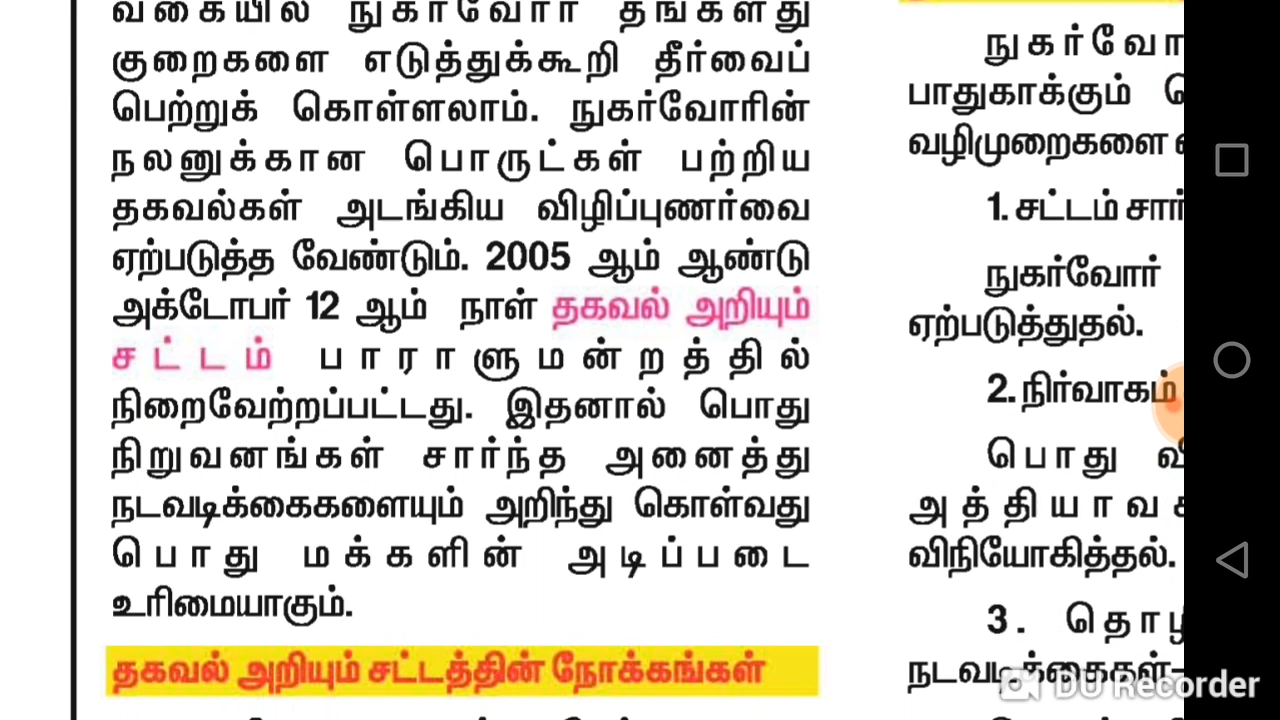 வகையில் நுகர்வோர் தங்களது
குறைகளை எடுத்துக்கூறி தீர்வைப்
பெற்றுக் கொள்ளலாம். நுகர்வோரின்
நலனுக்கான பொருட்கள் பற்றிய
தகவல்கள் அடங்கிய விழிப்புணர்வை
ஏற்படுத்த வேண்டும். 2005 ஆம் ஆண்டு
அக்டோபர் 12 ஆம் நாள் தகவல் அறியும்
சட்டம் பாராளுமன்றத்தில்
நிறைவேற்றப்பட்டது. இதனால் பொது
நிறுவனங்கள் சார்ந்த அனைத்து
நடவடிக்கைகளையும் அறிந்து கொள்வது
பொது மக்களின் அடிப்படை
உரிமையாகும்.
தகவல் அறியும் சட்டத்தின் நோக்கங்கள்
நுகர்வோ
பாதுகாக்கும்
வழிமுறைகளை
1. சட்டம் சார்
நுகர்வோர்
ஏற்படுத்துதல்.
2. நிர்வாகம்
பொது வி
அத்தியாவச
விநியோகித்தல்.
3. தொழி
நடவடிக்கைகள்-
DU Recorder